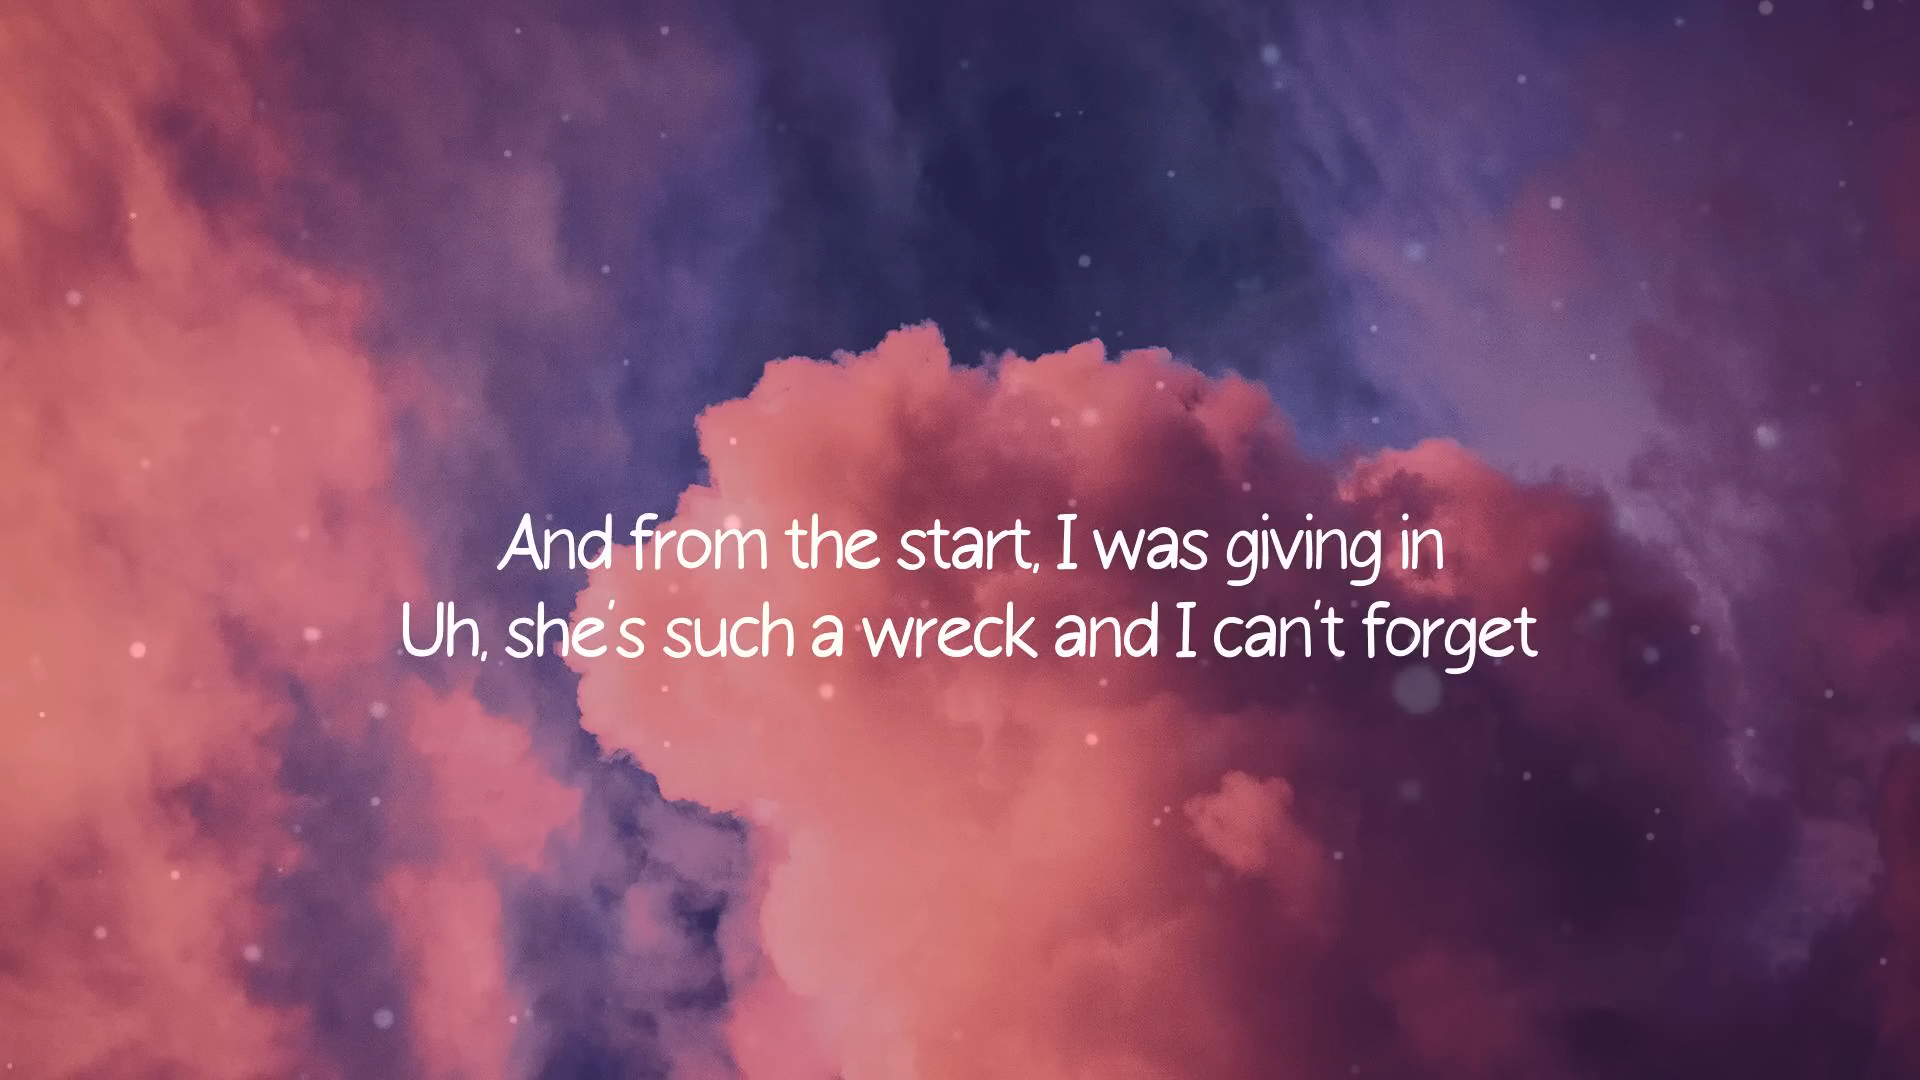 And from the start, I was giving in
Uh, she's such a wreck and I can't forget